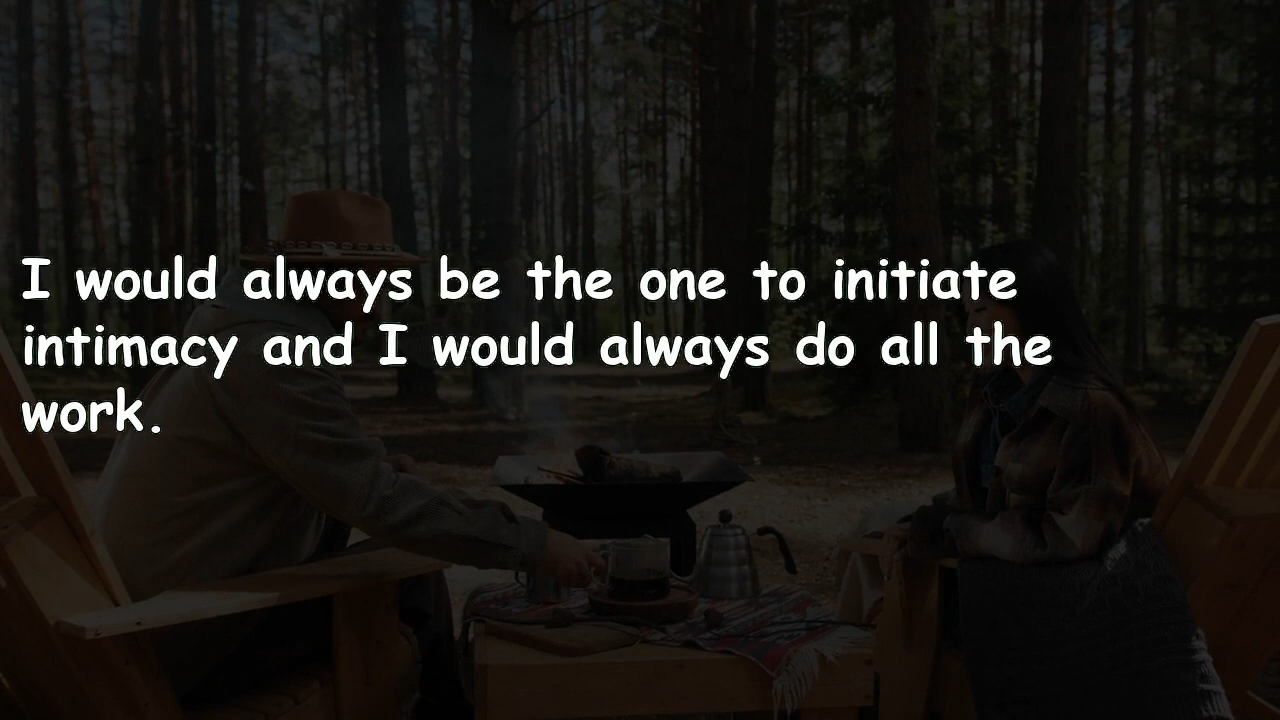 I would always be the one to initiate
intimacy and I would always do all the
work.